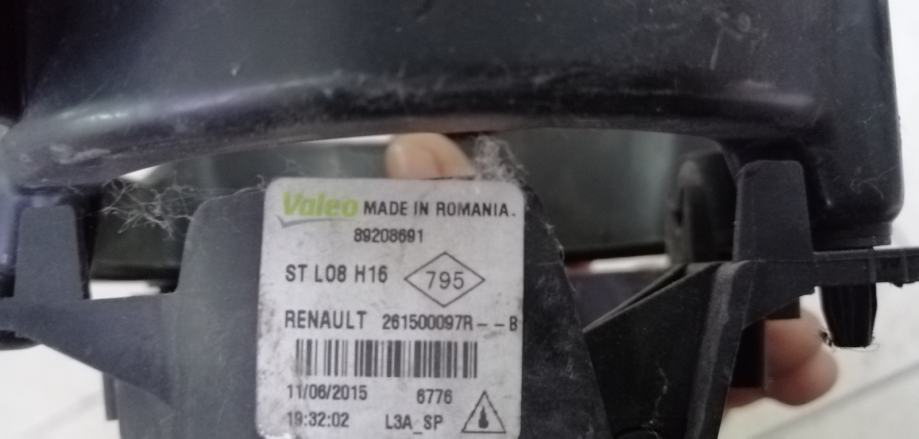 Valeo MADE IN ROMANIA.
89208691
ST L08 H16 795
RENAULT 261500097R--B
11/06/2015 6776
19:32:02 L3A_SP